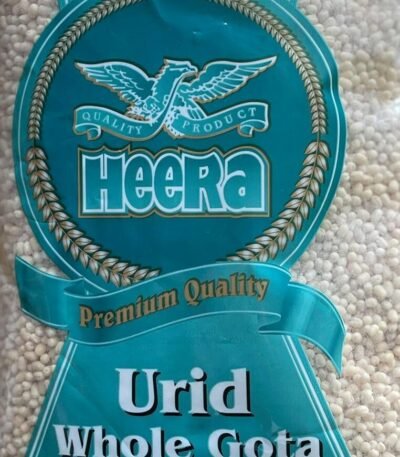 QUALITY PRODUCT
HEERA
Premium Quality
Urid
Whole Gota